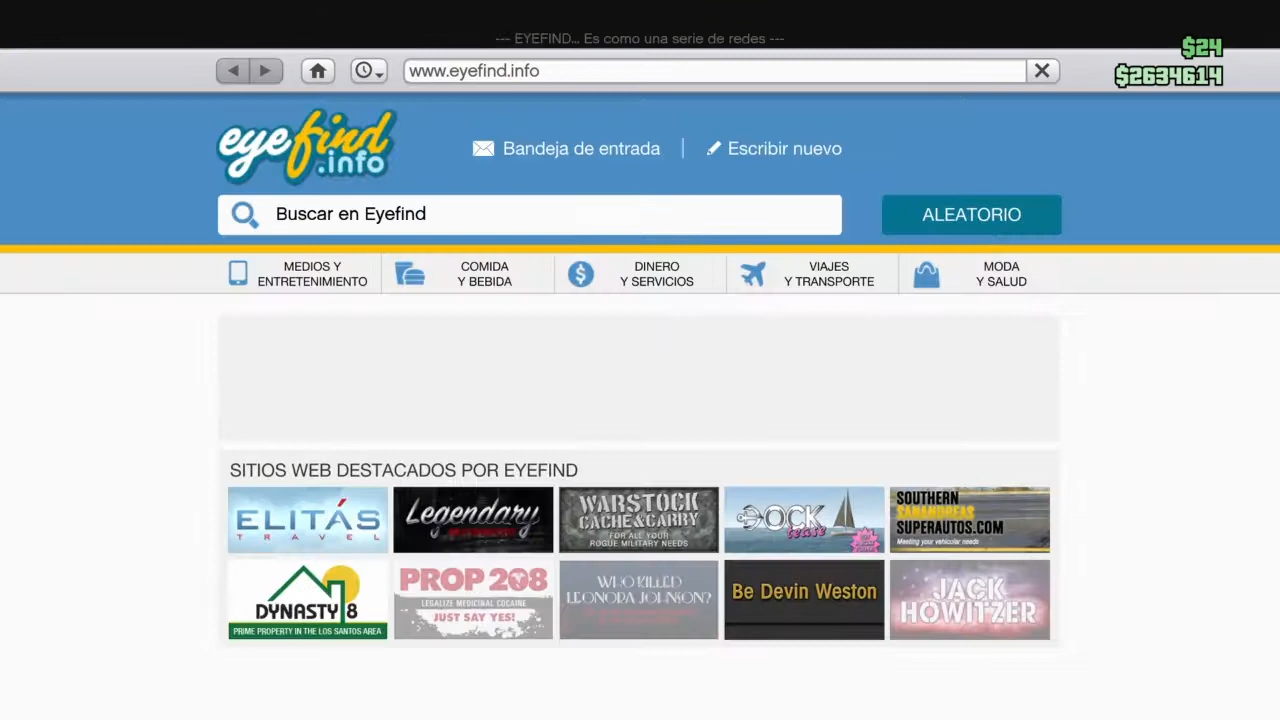 --- EYEFIND... Es como una serie de redes ---
$24
$2634614
www.eyefind.info
eyefind
.info
Bandeja de entrada
Escribir nuevo
Buscar en Eyefind
ALEATORIO
MEDIOS Y
ENTRETENIMIENTO
COMIDA
Y BEBIDA
DINERO
Y SERVICIOS
VIAJES
Y TRANSPORTE
MODA
Y SALUD
SITIOS WEB DESTACADOS POR EYEFIND
ELITÁS
TRAVEL
Legendary
WARSTOCK
CACHE&CARRY
FOR ALL YOUR
ROGUE MILITARY NEEDS
DOCK
tease
SOUTHERN
SANANDREAS
SUPERAUTOS.COM
Meeting your vehicular needs
DYNASTY 8
PRIME PROPERTY IN THE LOS SANTOS AREA
PROP 208
LEGALIZE MEDICINAL COCAINE
JUST SAY YES!
WHO KILLED
LEONORA JOHNSON?
Be Devin Weston
JACK
HOWITZER